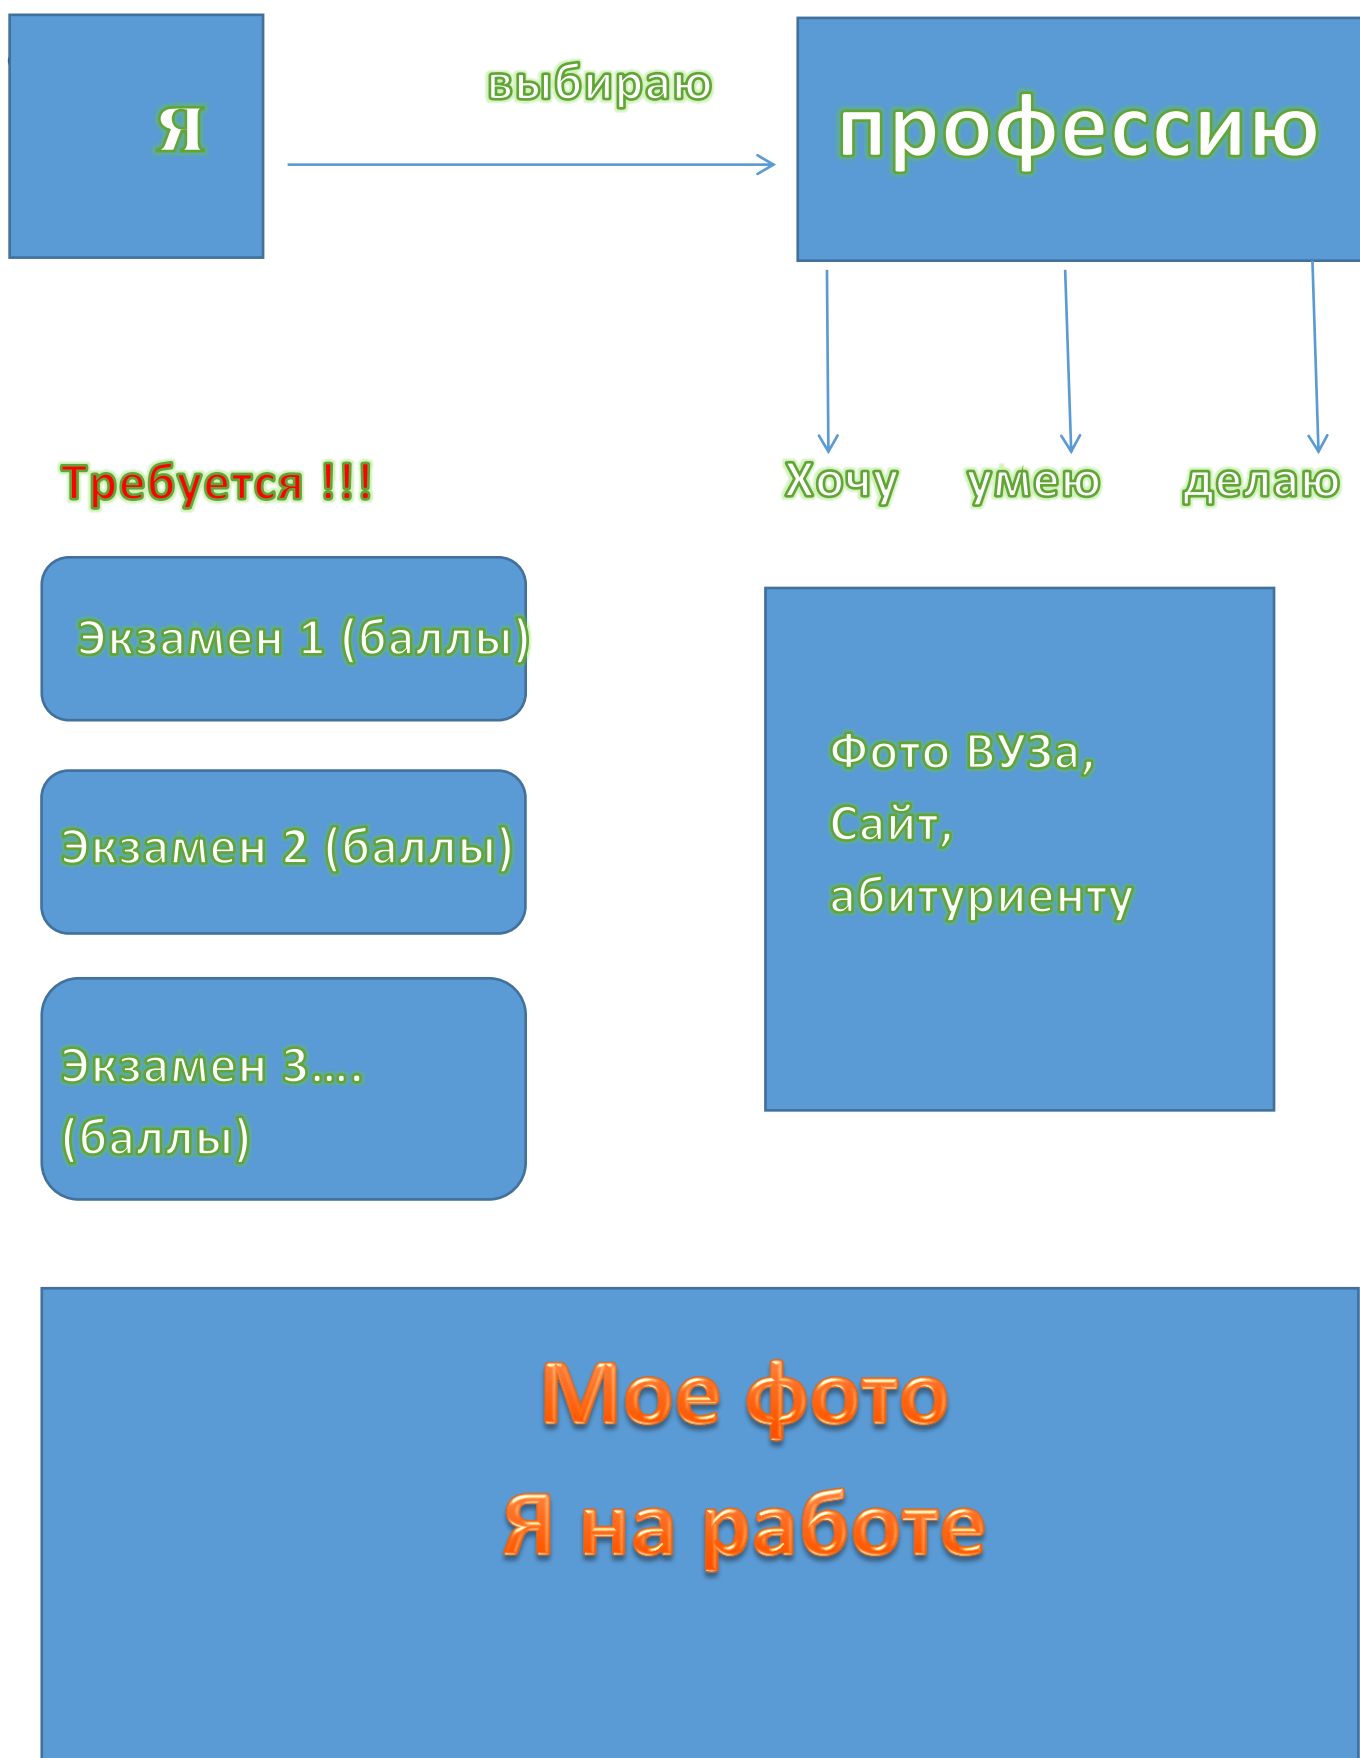 Я
выбираю
профессию
Требуется !!!
Хочу умею делаю
Экзамен 1 (баллы)
Экзамен 2 (баллы)
Экзамен 3....
(баллы)
Фото ВУЗа,
Сайт,
абитуриенту
Мое фото
Я на работе